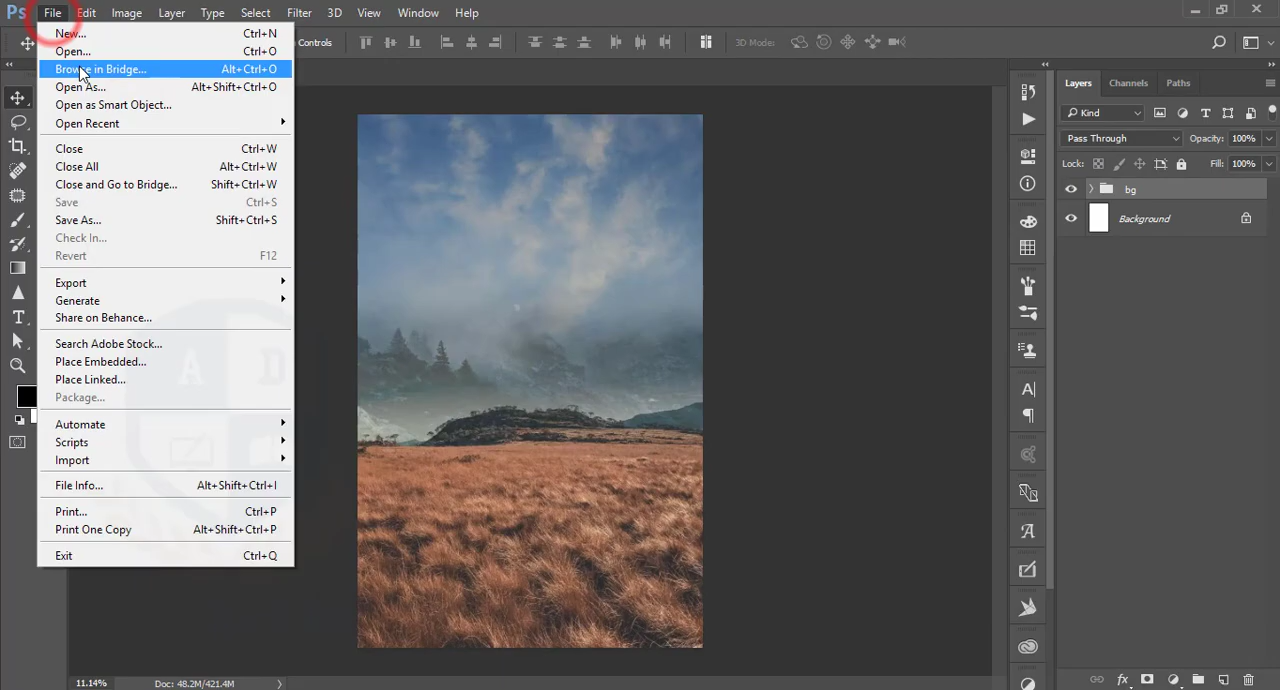 Ps File Edit Image Layer Type Select Filter 3D View Window Help
New... Ctrl+N
Open... Ctrl+O
Browse in Bridge... Alt+Ctrl+O
Open As... Alt+Shift+Ctrl+O
Open as Smart Object...
Open Recent
Close Ctrl+W
Close All Alt+Ctrl+W
Close and Go to Bridge... Shift+Ctrl+W
Save Ctrl+S
Save As... Shift+Ctrl+S
Check In...
Revert F12
Export
Generate
Share on Behance...
Search Adobe Stock...
Place Embedded...
Place Linked...
Package...
Automate
Scripts
Import
File Info... Alt+Shift+Ctrl+I
Print... Ctrl+P
Print One Copy Alt+Shift+Ctrl+P
Exit Ctrl+Q
Controls
3D Mode:
Layers Channels Paths
Kind
Pass Through Opacity: 100%
Lock: Fill: 100%
bg
Background
A D
11.14% Doc: 48.2M/421.4M